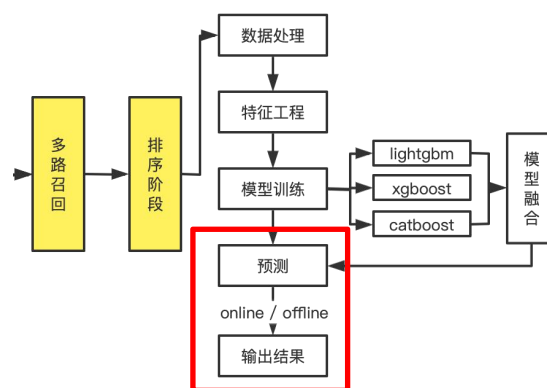 多路召回
排序阶段
数据处理
特征工程
模型训练
lightgbm
xgboost
catboost
模型融合
预测
online / offline
输出结果